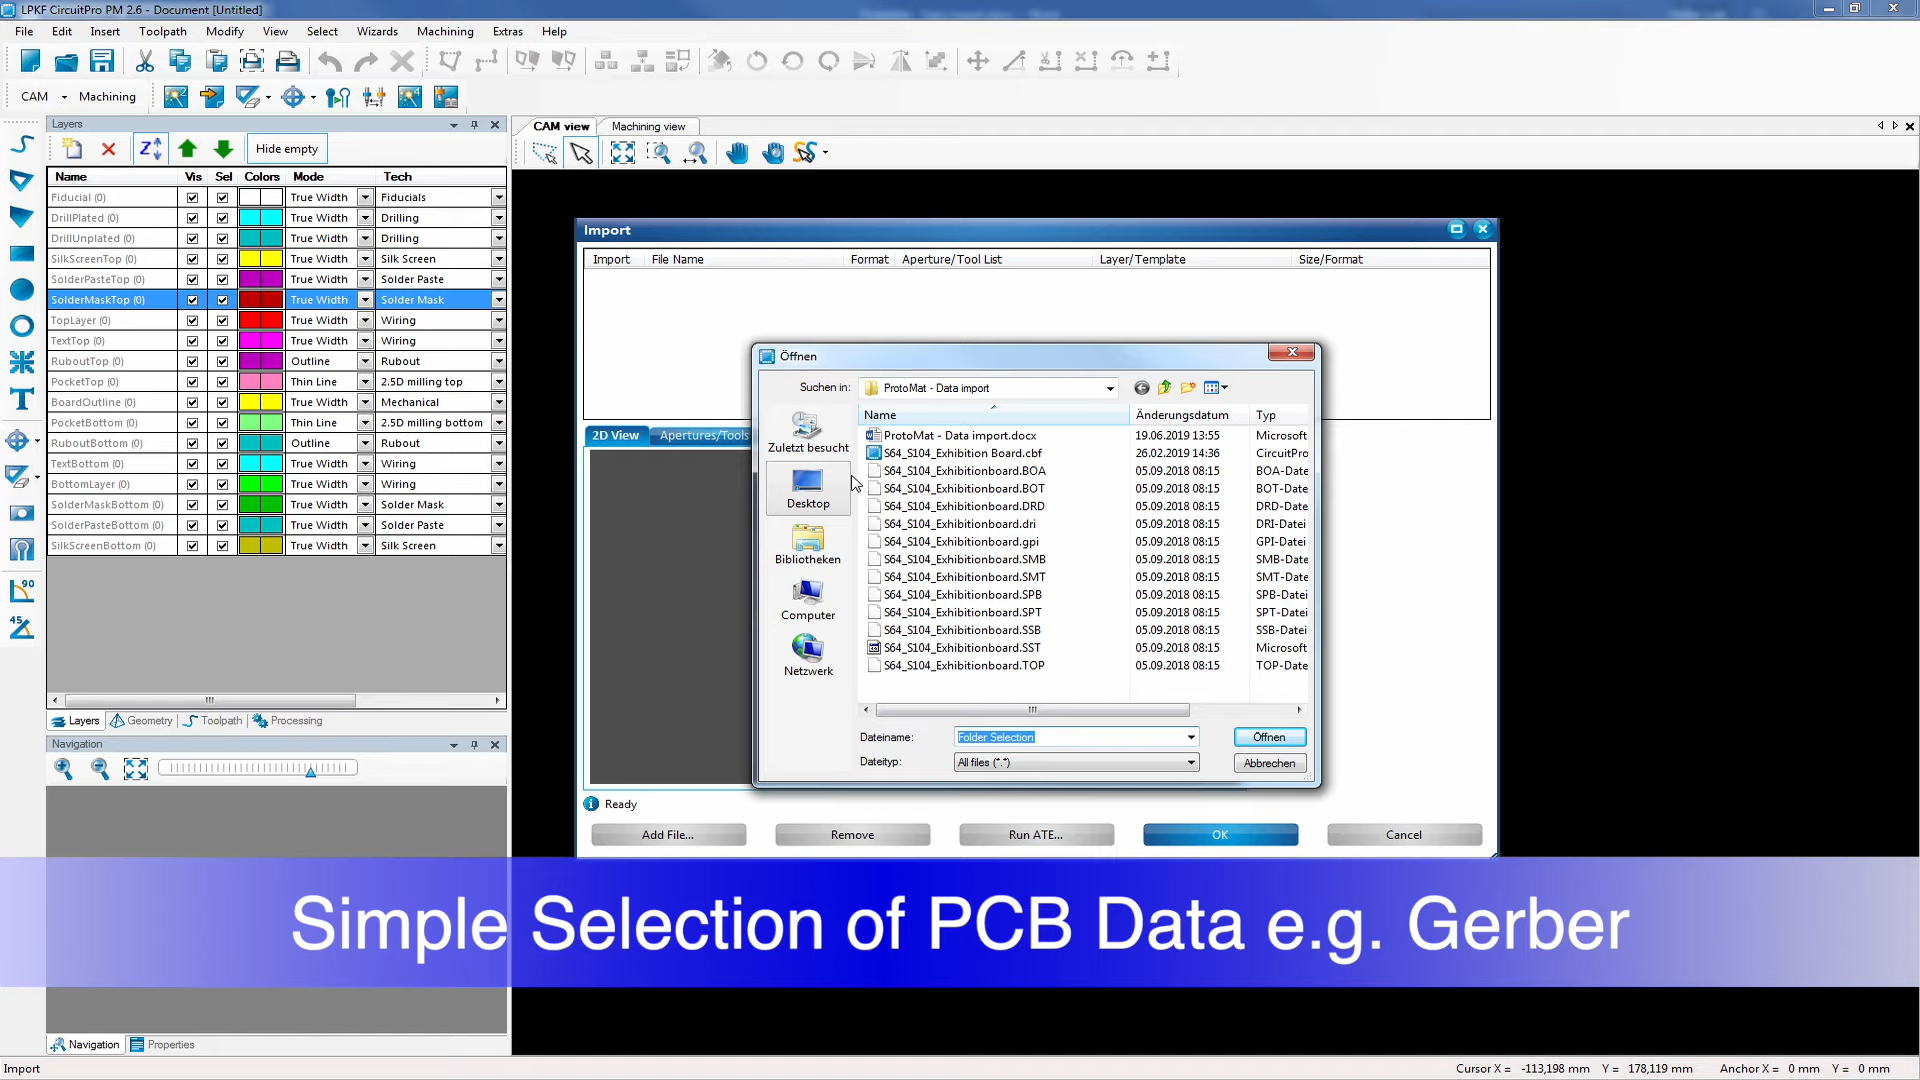 LPKF CircuitPro PM 2.6 - Document [Untitled]
File Edit Insert Toolpath Modify View Select Wizards Machining Extras Help
CAM Machining
Layers
Hide empty
Name Vis Sel Colors Mode Tech
Fiducial (0) True Width Fiducials
DrillPlated (0) True Width Drilling
DrillUnplated (0) True Width Drilling
SilkScreenTop (0) True Width Silk Screen
SolderPasteTop (0) True Width Solder Paste
SolderMaskTop (0) True Width Solder Mask
TopLayer (0) True Width Wiring
TextTop (0) True Width Wiring
RuboutTop (0) Outline Rubout
PocketTop (0) Thin Line 2.5D milling top
BoardOutline (0) True Width Mechanical
PocketBottom (0) Thin Line 2.5D milling bottom
RuboutBottom (0) Outline Rubout
TextBottom (0) True Width Wiring
BottomLayer (0) True Width Wiring
SolderMaskBottom (0) True Width Solder Mask
SolderPasteBottom (0) True Width Solder Paste
SilkScreenBottom (0) True Width Silk Screen
90
45
Layers Geometry Toolpath Processing
Navigation
Navigation Properties
CAM view Machining view
Import
Import File Name Format Aperture/Tool List Layer/Template Size/Format
2D View Apertures/Tools
Öffnen
Suchen in: ProtoMat - Data import
Zuletzt besucht
Desktop
Bibliotheken
Computer
Netzwerk
Name Änderungsdatum Typ
ProtoMat - Data import.docx 19.06.2019 13:55 Microsoft
S64_S104_Exhibition Board.cbf 26.02.2019 14:36 CircuitPro
S64_S104_Exhibitionboard.BOA 05.09.2018 08:15 BOA-Date
S64_S104_Exhibitionboard.BOT 05.09.2018 08:15 BOT-Date
S64_S104_Exhibitionboard.DRD 05.09.2018 08:15 DRD-Date
S64_S104_Exhibitionboard.dri 05.09.2018 08:15 DRI-Datei
S64_S104_Exhibitionboard.gpi 05.09.2018 08:15 GPI-Datei
S64_S104_Exhibitionboard.SMB 05.09.2018 08:15 SMB-Date
S64_S104_Exhibitionboard.SMT 05.09.2018 08:15 SMT-Date
S64_S104_Exhibitionboard.SPB 05.09.2018 08:15 SPB-Datei
S64_S104_Exhibitionboard.SPT 05.09.2018 08:15 SPT-Datei
S64_S104_Exhibitionboard.SSB 05.09.2018 08:15 SSB-Datei
S64_S104_Exhibitionboard.SST 05.09.2018 08:15 Microsoft
S64_S104_Exhibitionboard.TOP 05.09.2018 08:15 TOP-Date
Dateiname: Folder Selection Öffnen
Dateityp: All files (*.*) Abbrechen
Ready
Add File... Remove Run ATE... OK Cancel
Simple Selection of PCB Data e.g. Gerber
Import Cursor X = -113,198 mm Y = 178,119 mm Anchor X = 0 mm Y = 0 mm